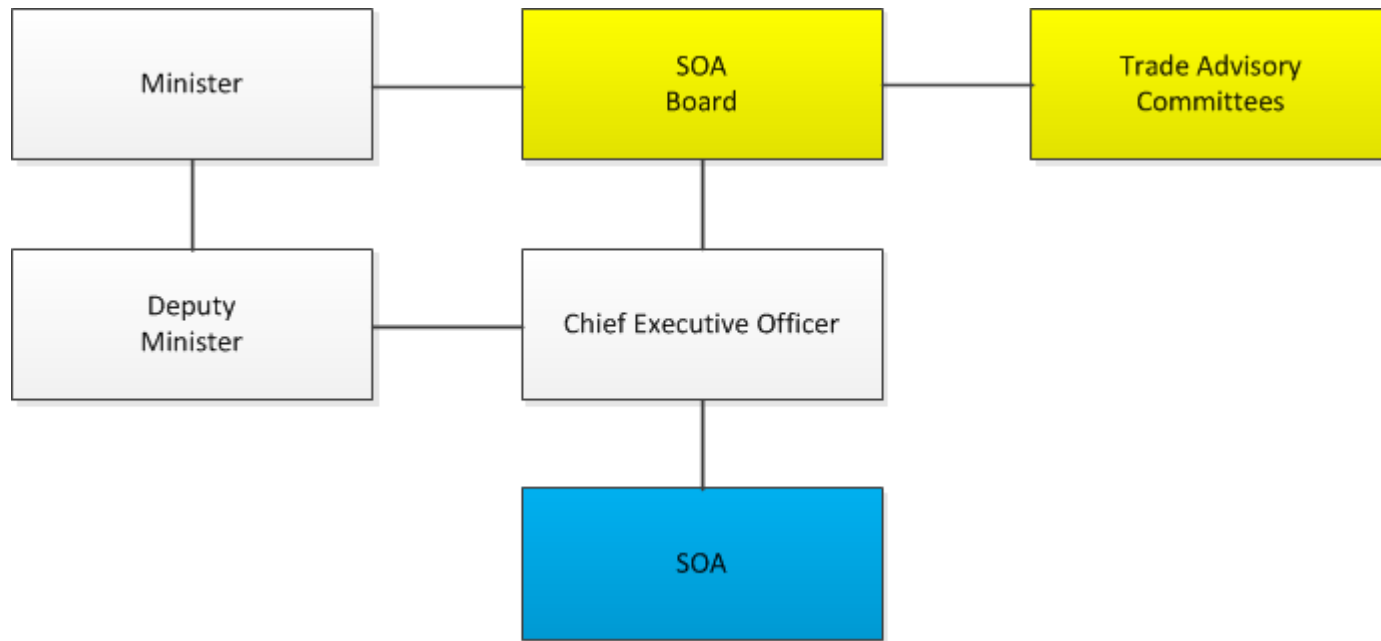 Minister
SOA
Board
Trade Advisory
Committees
Deputy
Minister
Chief Executive Officer
SOA